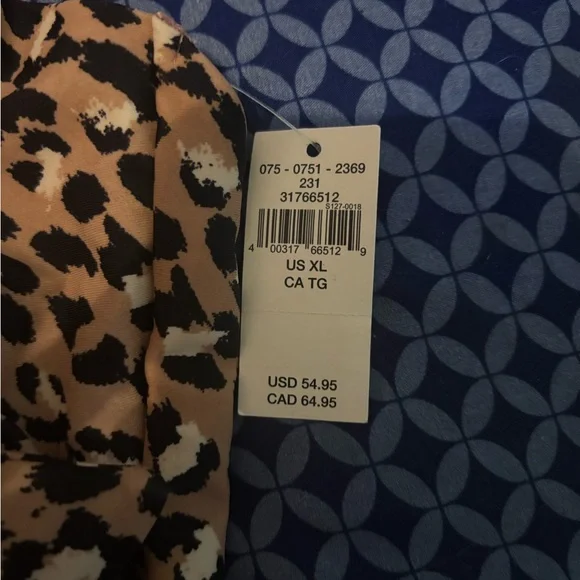 075 - 0751 - 2369
231
31766512
S127-0018
4 00317 66512 9
US XL
CA TG
USD 54.95
CAD 64.95